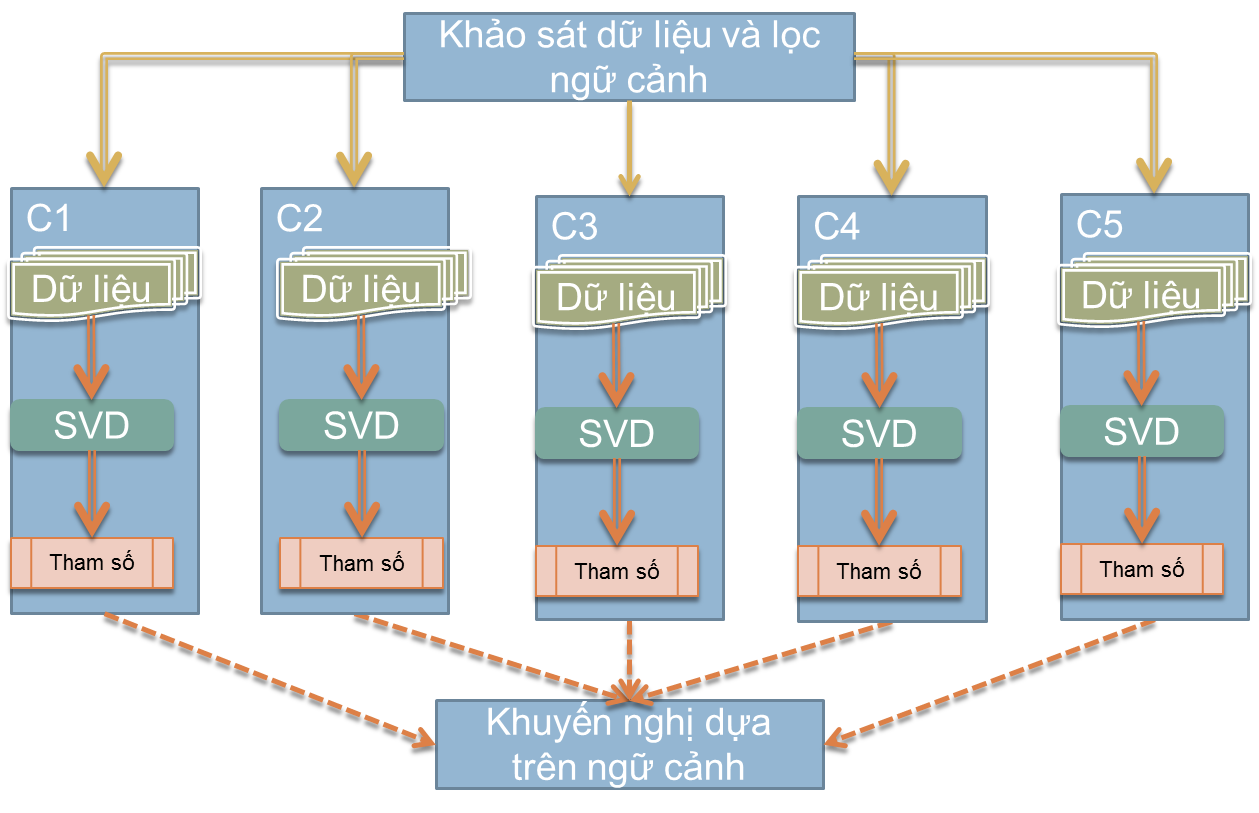 Khảo sát dữ liệu và lọc
ngữ cảnh
C1
C2
C3
C4
C5
Dữ liệu
Dữ liệu
Dữ liệu
Dữ liệu
Dữ liệu
SVD
SVD
SVD
SVD
SVD
Tham số
Tham số
Tham số
Tham số
Tham số
Khuyến nghị dựa
trên ngữ cảnh